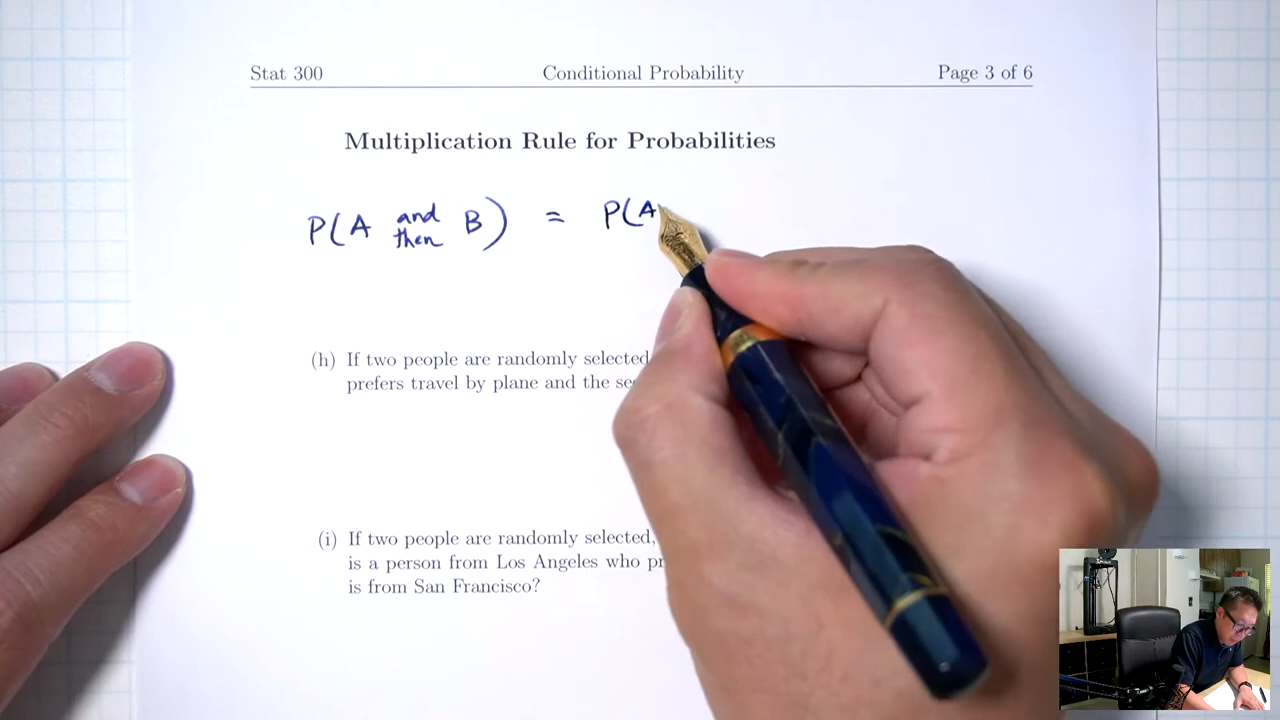 Stat 300 Conditional Probability Page 3 of 6
Multiplication Rule for Probabilities
P(A and then B) = P(A
(h) If two people are randomly selected
prefers travel by plane and the
(i) If two people are randomly selected,
is a person from Los Angeles who
is from San Francisco?